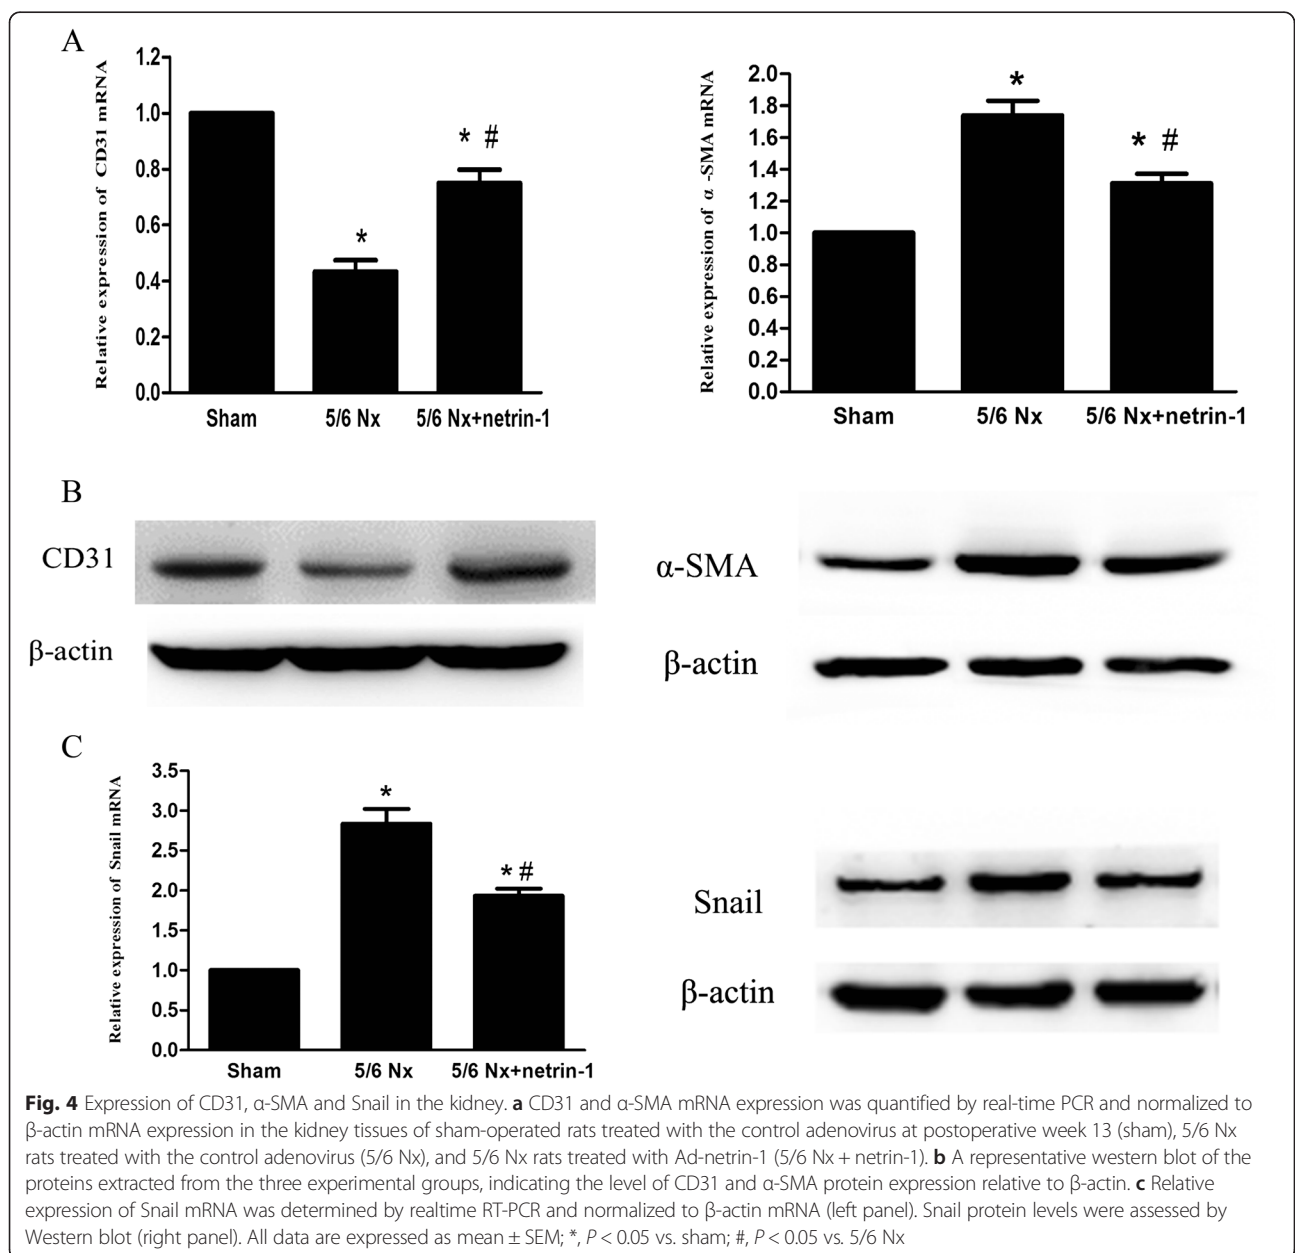 A
Relative expression of CD31 mRNA
1.2
1.0
0.8
0.6
0.4
0.2
0.0
*
* #
Sham 5/6 Nx 5/6 Nx+netrin-1
Relative expression of α -SMA mRNA
2.0
1.8
1.6
1.4
1.2
1.0
0.8
0.6
0.4
0.2
0.0
*
* #
Sham 5/6 Nx 5/6 Nx+netrin-1
B
CD31
β-actin
α-SMA
β-actin
C
Relative expression of Snail mRNA
3.5
3.0
2.5
2.0
1.5
1.0
0.5
0.0
*
* #
Sham 5/6 Nx 5/6 Nx+netrin-1
Snail
β-actin
Fig. 4 Expression of CD31, α-SMA and Snail in the kidney. a CD31 and α-SMA mRNA expression was quantified by real-time PCR and normalized to
β-actin mRNA expression in the kidney tissues of sham-operated rats treated with the control adenovirus at postoperative week 13 (sham), 5/6 Nx
rats treated with the control adenovirus (5/6 Nx), and 5/6 Nx rats treated with Ad-netrin-1 (5/6 Nx + netrin-1). b A representative western blot of the
proteins extracted from the three experimental groups, indicating the level of CD31 and α-SMA protein expression relative to β-actin. c Relative
expression of Snail mRNA was determined by realtime RT-PCR and normalized to β-actin mRNA (left panel). Snail protein levels were assessed by
Western blot (right panel). All data are expressed as mean ± SEM; *, P < 0.05 vs. sham; #, P < 0.05 vs. 5/6 Nx